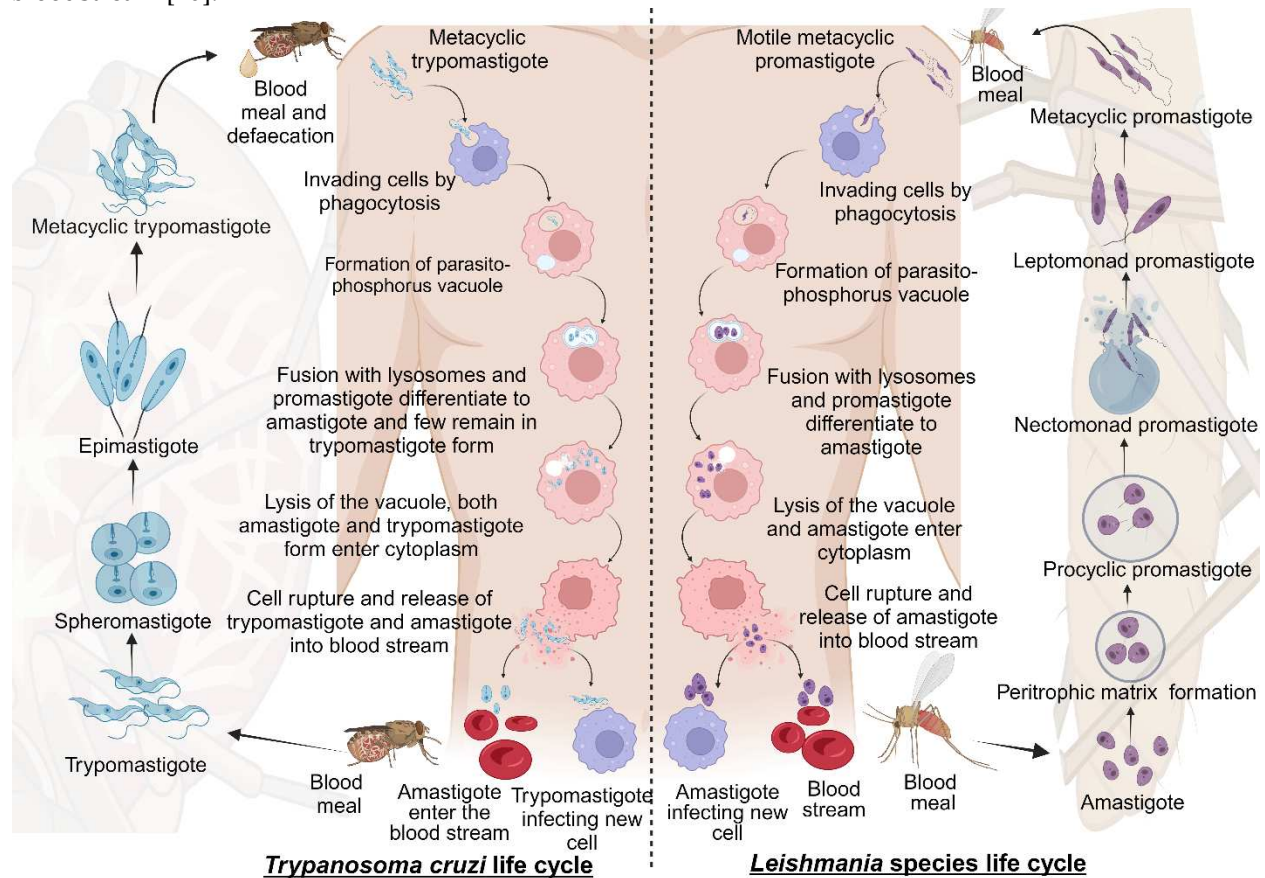 Blood
meal and
defaecation
Metacyclic
trypomastigote
Metacyclic trypomastigote
Invading cells by
phagocytosis
Formation of parasito-
phosphorus vacuole
Epimastigote
Fusion with lysosomes and
promastigote differentiate to
amastigote and few remain in
trypomastigote form
Lysis of the vacuole, both
amastigote and trypomastigote
form enter cytoplasm
Spheromastigote
Cell rupture and release of
trypomastigote and amastigote
into blood stream
Trypomastigote
Blood
meal
Amastigote
enter the
blood stream
Trypomastigote
infecting new
cell
Trypanosoma cruzi life cycle
Motile metacyclic
promastigote
Blood
meal
Metacyclic promastigote
Invading cells by
phagocytosis
Leptomonad promastigote
Formation of parasito-
phosphorus vacuole
Fusion with lysosomes
and promastigote
differentiate to
amastigote
Nectomonad promastigote
Lysis of the vacuole
and amastigote enter
cytoplasm
Procyclic promastigote
Cell rupture and
release of amastigote
into blood stream
Peritrophic matrix formation
Amastigote
infecting new
cell
Blood
stream
Blood
meal
Amastigote
Leishmania species life cycle